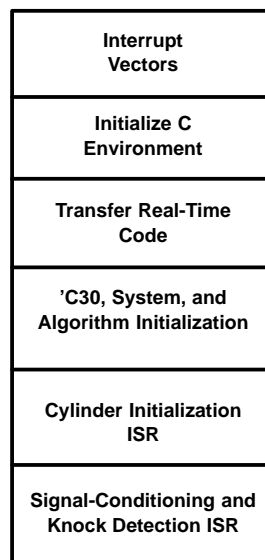 Interrupt
Vectors
Initialize C
Environment
Transfer Real-Time
Code
’C30, System, and
Algorithm Initialization
Cylinder Initialization
ISR
Signal-Conditioning and
Knock Detection ISR